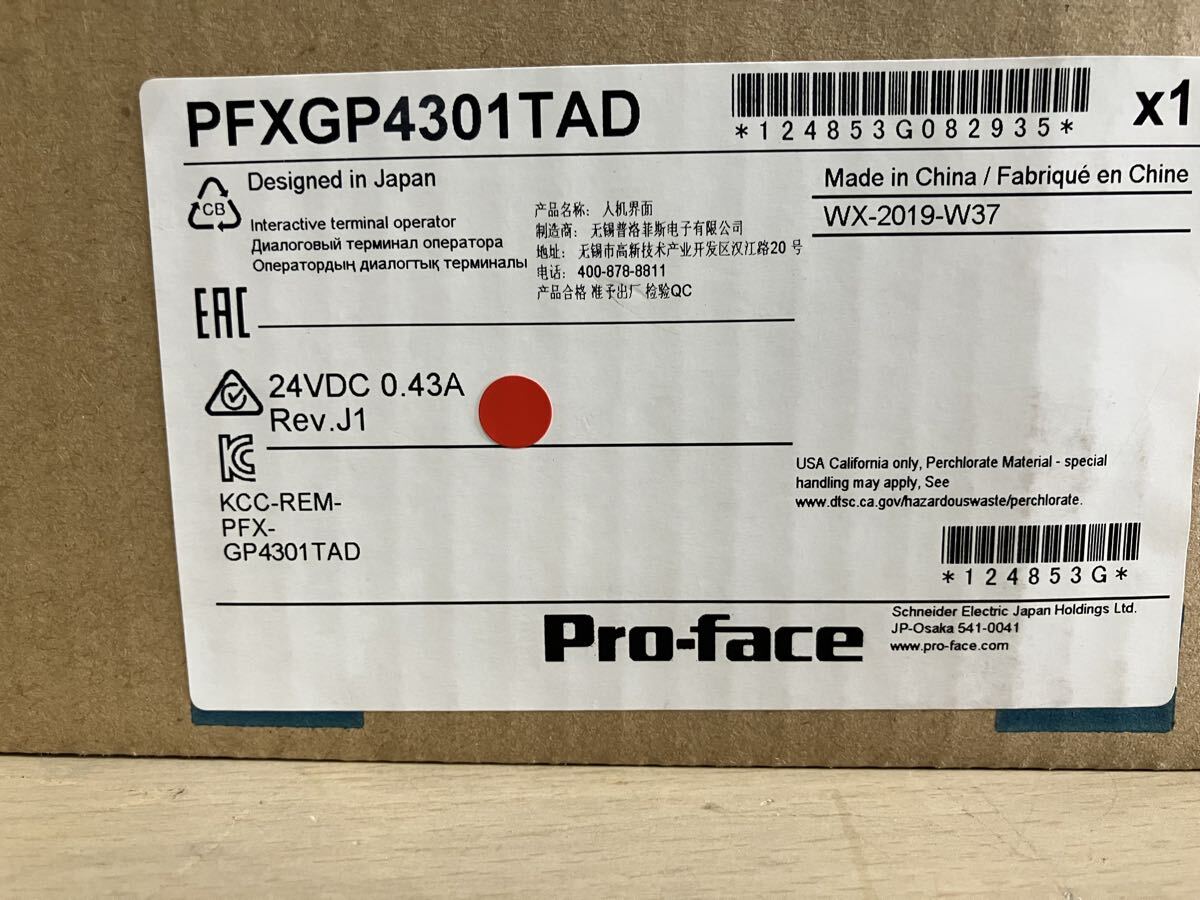 PFXGP4301TAD
*124853G082935*
x1
CB
Designed in Japan
Interactive terminal operator
Диалоговый терминал оператора
Оператордың диалогтық терминалы
产品名称: 人机界面
制造商: 无锡普洛菲斯电子有限公司
地址: 无锡市高新技术产业开发区汉江路20 号
电话: 400-878-8811
产品合格 准予出厂 检验QC
Made in China / Fabriqué en Chine
WX-2019-W37
EAC
24VDC 0.43A
Rev.J1
KC
KCC-REM-
PFX-
GP4301TAD
USA California only, Perchlorate Material - special
handling may apply, See
www.dtsc.ca.gov/hazardouswaste/perchlorate.
*124853G*
Pro-face
Schneider Electric Japan Holdings Ltd.
JP-Osaka 541-0041
www.pro-face.com